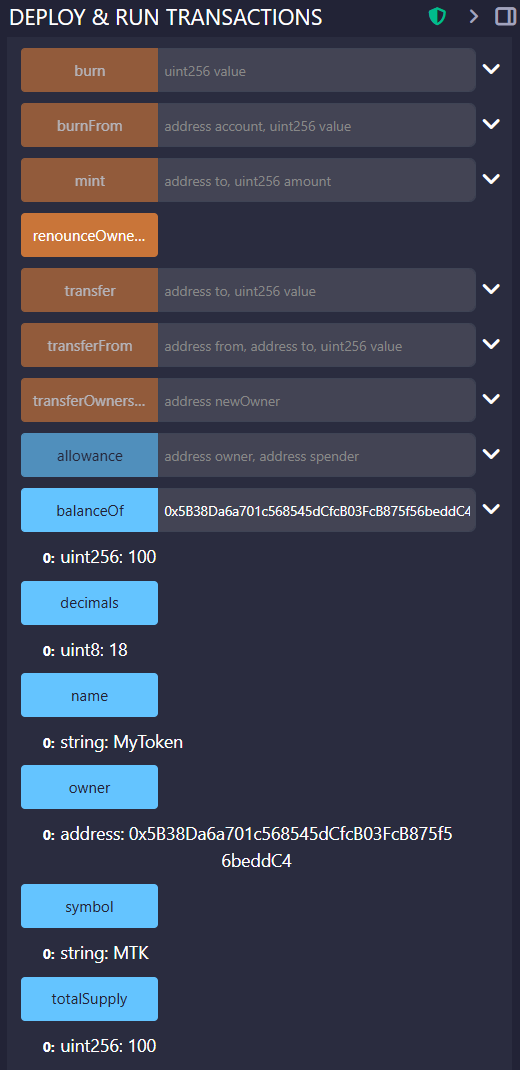 DEPLOY & RUN TRANSACTIONS
burn uint256 value
burnFrom address account, uint256 value
mint address to, uint256 amount
renounceOwne...
transfer address to, uint256 value
transferFrom address from, address to, uint256 value
transferOwners... address newOwner
allowance address owner, address spender
balanceOf 0x5B38Da6a701c568545dCfcB03FcB875f56beddC4
0: uint256: 100
decimals
0: uint8: 18
name
0: string: MyToken
owner
0: address: 0x5B38Da6a701c568545dCfcB03FcB875f5
6beddC4
symbol
0: string: MTK
totalSupply
0: uint256: 100